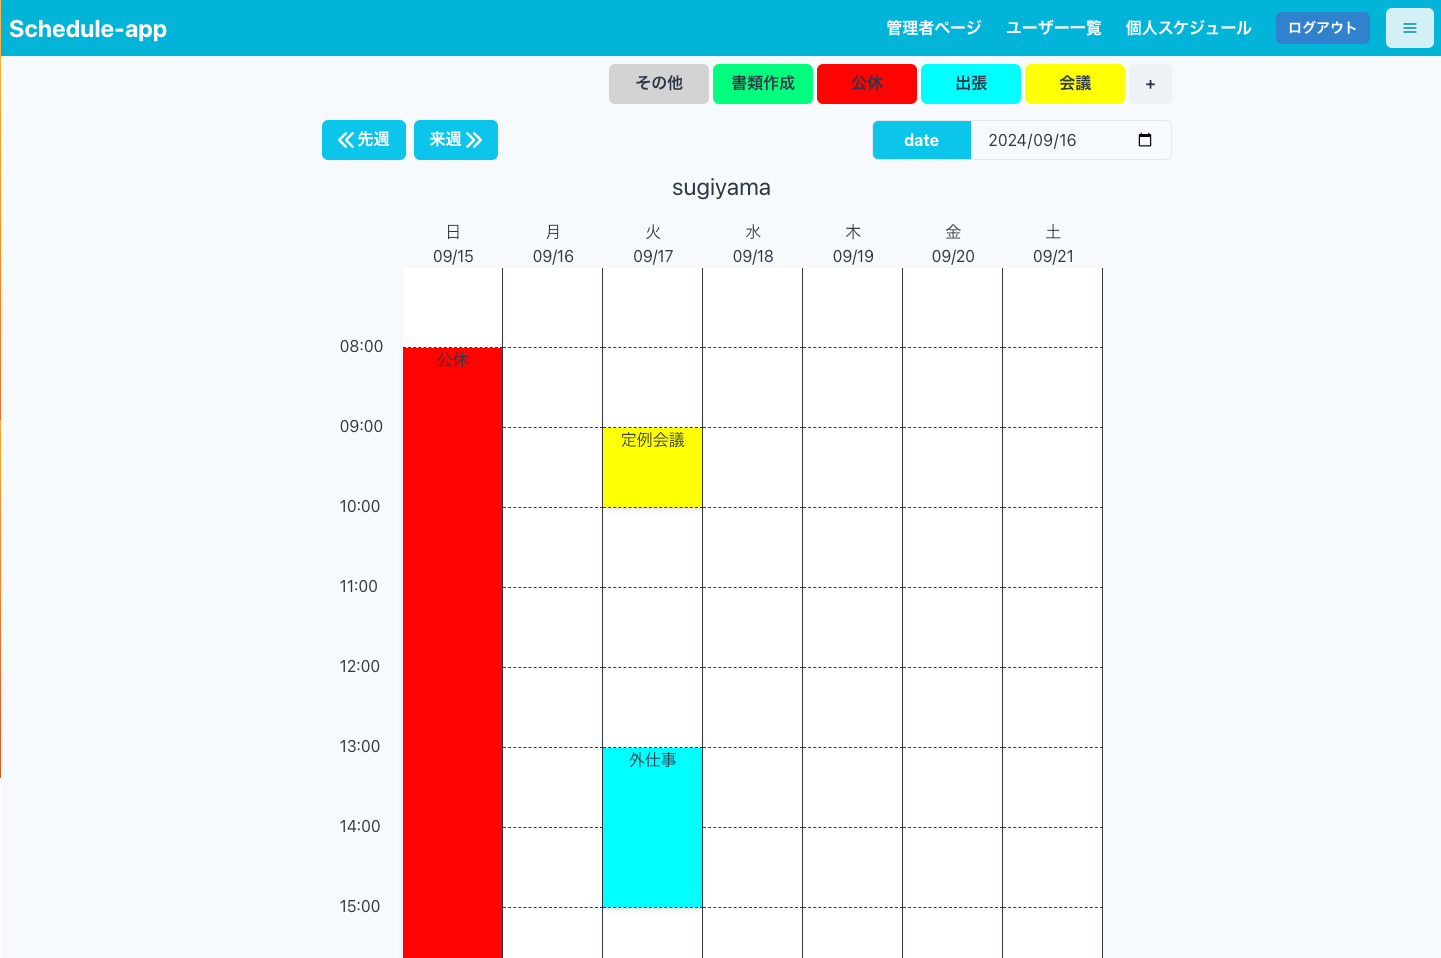 Schedule-app
管理者ページ ユーザー一覧 個人スケジュール ログアウト
その他 書類作成 公休 出張 会議 +
先週 来週 date 2024/09/16
sugiyama
日 月 火 水 木 金 土
09/15 09/16 09/17 09/18 09/19 09/20 09/21
08:00
公休
09:00
定例会議
10:00
11:00
12:00
13:00
外仕事
14:00
15:00